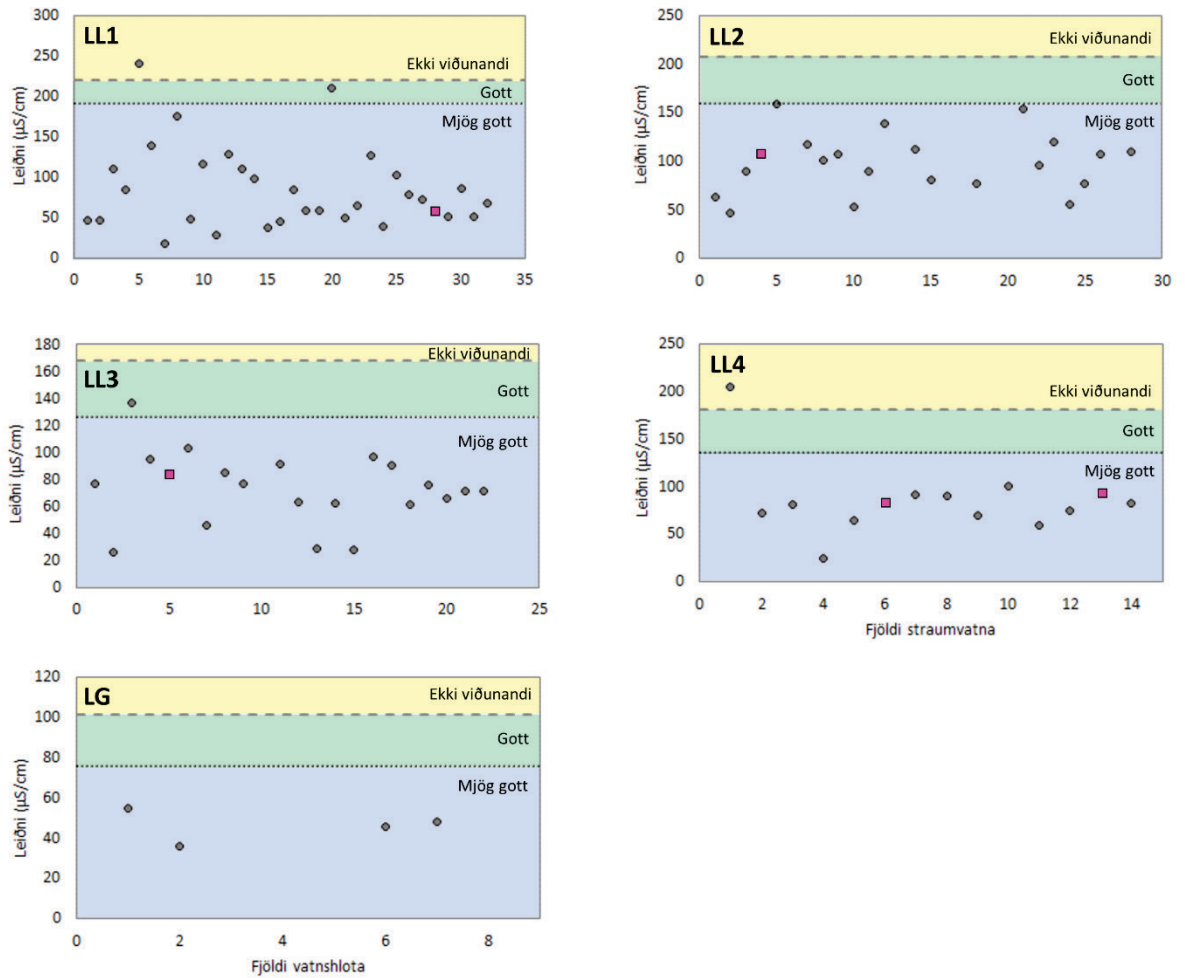 LL1
Leiðni (µS/cm)
300
250
200
150
100
50
0
Ekki viðunandi
Gott
Mjög gott
0 5 10 15 20 25 30 35
LL2
Leiðni (µS/cm)
250
200
150
100
50
0
Ekki viðunandi
Gott
Mjög gott
0 5 10 15 20 25 30
LL3
Leiðni (µS/cm)
180
160
140
120
100
80
60
40
20
0
Ekki viðunandi
Gott
Mjög gott
0 5 10 15 20 25
LL4
Leiðni (µS/cm)
250
200
150
100
50
0
Ekki viðunandi
Gott
Mjög gott
0 2 4 6 8 10 12 14
Fjöldi straumvatna
LG
Leiðni (µS/cm)
120
100
80
60
40
20
0
Ekki viðunandi
Gott
Mjög gott
0 2 4 6 8
Fjöldi vatnshlota